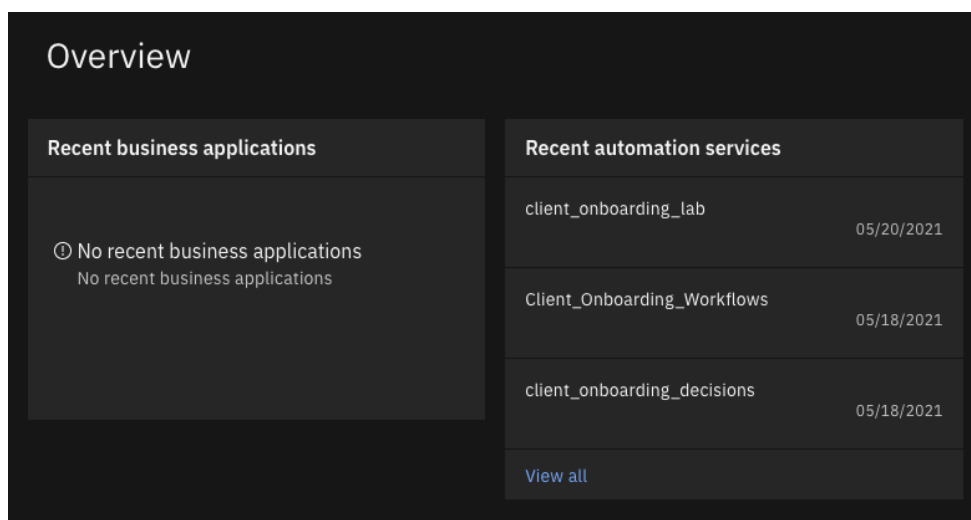 Overview
Recent business applications
No recent business applications
No recent business applications
Recent automation services
client_onboarding_lab
05/20/2021
Client_Onboarding_Workflows
05/18/2021
client_onboarding_decisions
05/18/2021
View all